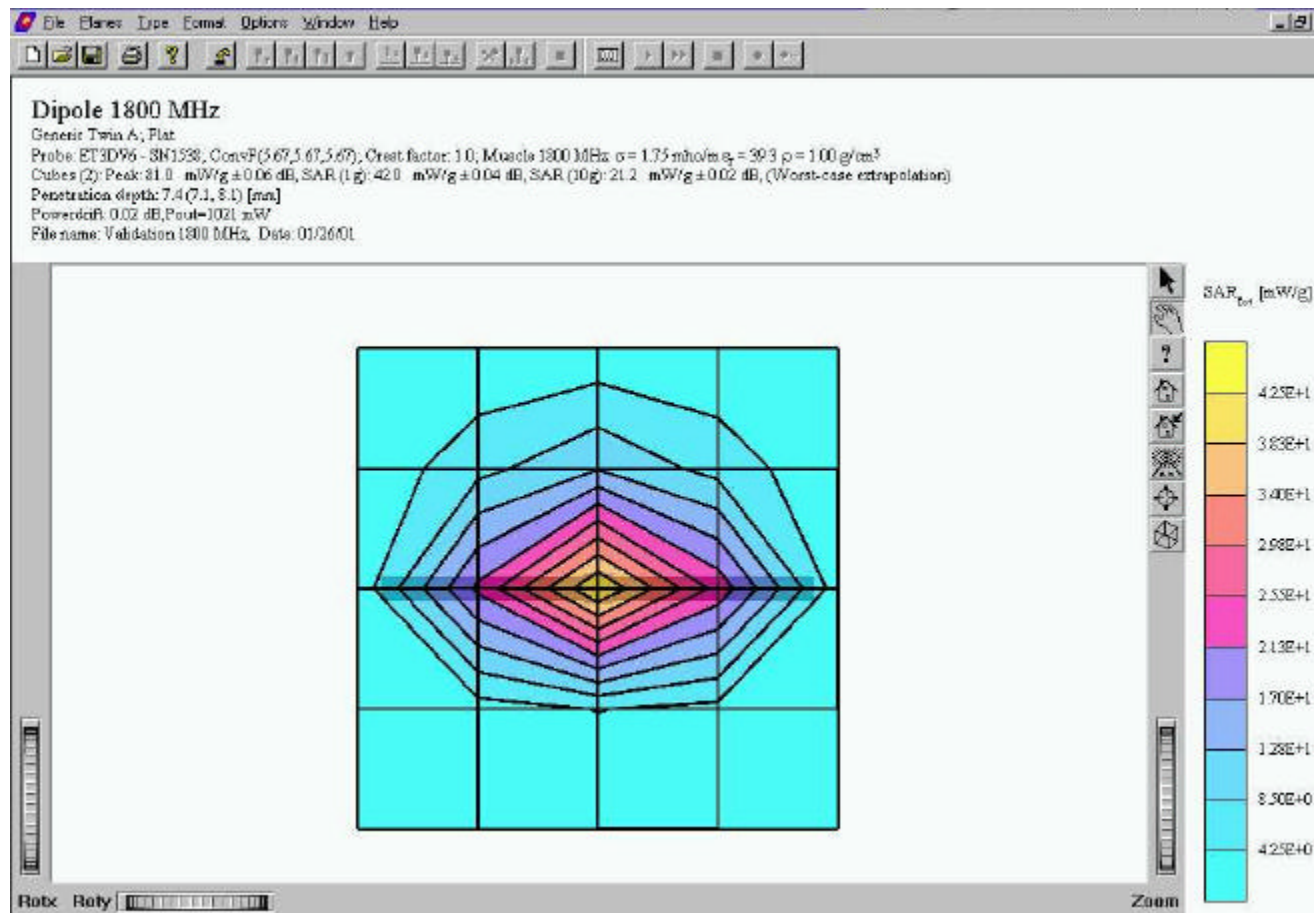 File Planes Type Format Options Window Help
Dipole 1800 MHz
Generic Twin A; Flat
Probe: ET3DV6 - SN1538; ConvF(5.67,5.67,5.67); Crest factor: 1.0; Muscle 1800 MHz: σ = 1.75 mho/m εr = 39.3 ρ = 1.00 g/cm³
Cubes (2): Peak: 81.0 mW/g ± 0.06 dB, SAR (1g): 42.0 mW/g ± 0.04 dB, SAR (10g): 21.2 mW/g ± 0.02 dB, (Worst-case extrapolation)
Penetration depth: 7.4 (7.1, 8.1) [mm]
Powerdrift: 0.02 dB,Pout=1021 mW
File name: Validation 1800 MHz, Date: 01/26/01
SARTot [mW/g]
4.25E+1
3.83E+1
3.40E+1
2.98E+1
2.55E+1
2.13E+1
1.70E+1
1.28E+1
8.50E+0
4.25E+0
Rotx Roty Zoom